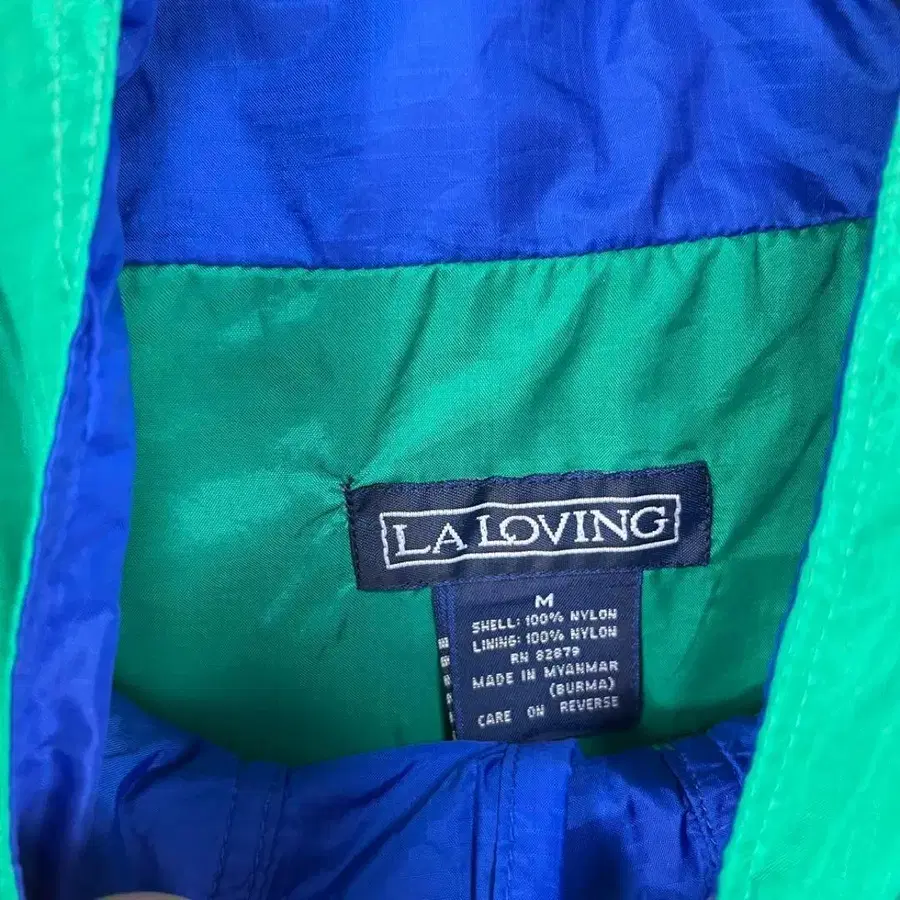 LA LOVING
M
SHELL: 100% NYLON
LINING: 100% NYLON
RN 82879
MADE IN MYANMAR
(BURMA)
CARE ON REVERSE